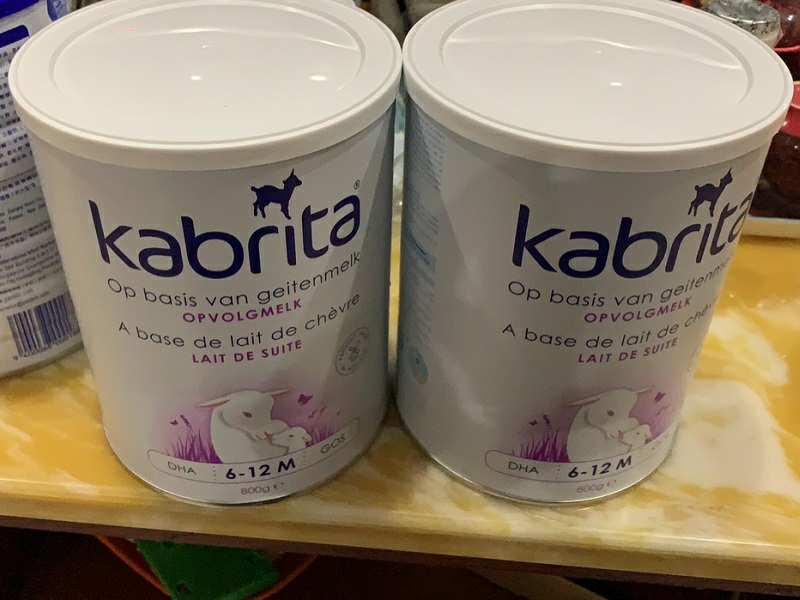 kabrita®
Op basis van geitenmelk
OPVOLGMELK
A base de lait de chèvre
LAIT DE SUITE
DHA
6-12 M
GOS
800g ℮
kabrita
Op basis van geitenmelk
OPVOLGMELK
A base de lait de chèvre
LAIT DE SUITE
DHA
6-12 M
800g ℮